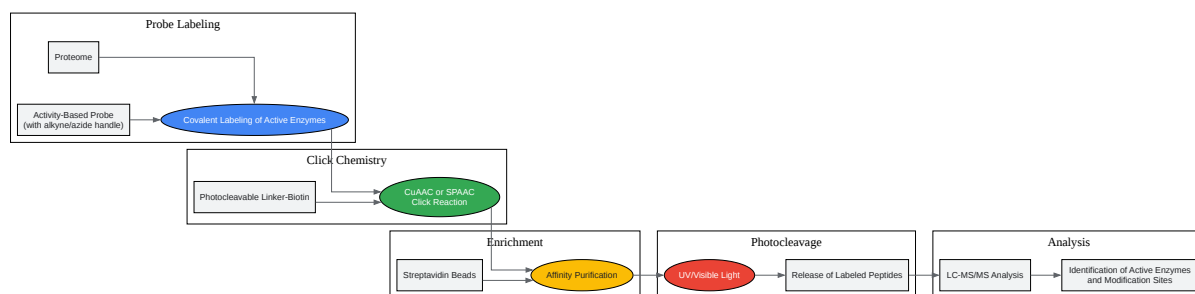 Probe Labeling
Proteome
Activity-Based Probe
(with alkyne/azide handle)
Covalent Labeling of Active Enzymes
Click Chemistry
Photocleavable Linker-Biotin
CuAAC or SPAAC
Click Reaction
Enrichment
Streptavidin Beads
Affinity Purification
Photocleavage
UV/Visible Light
Release of Labeled Peptides
Analysis
LC-MS/MS Analysis
Identification of Active Enzymes
and Modification Sites